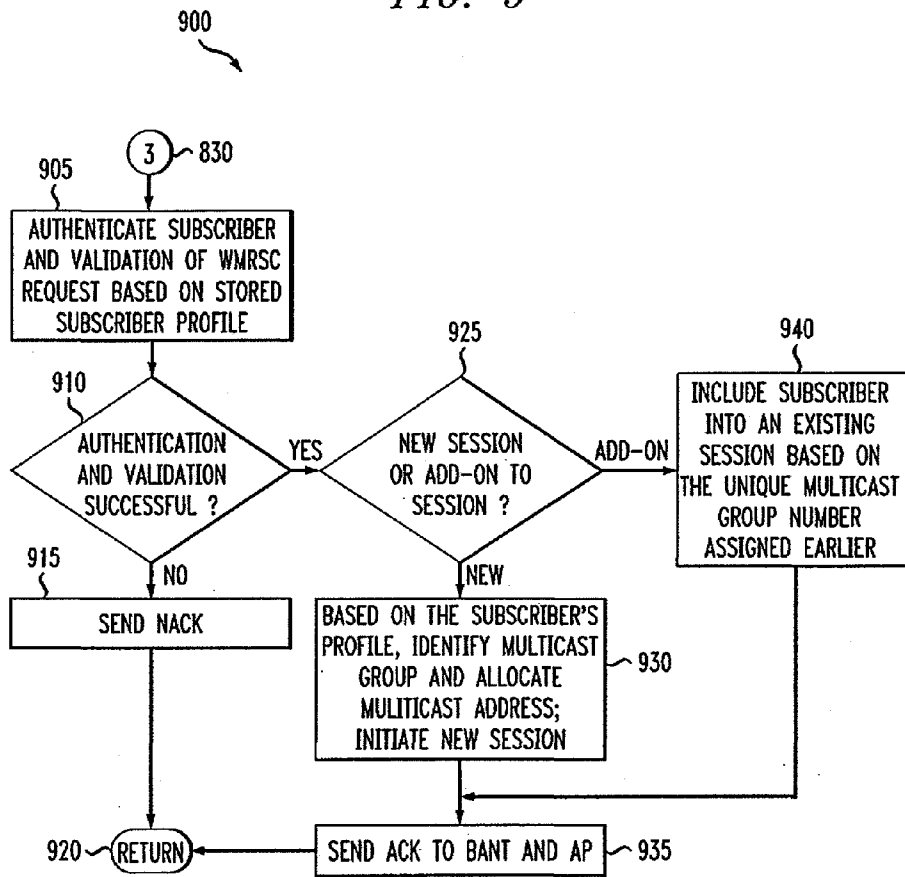 FIG. 9
900
3
830
905
AUTHENTICATE SUBSCRIBER
AND VALIDATION OF WMRSC
REQUEST BASED ON STORED
SUBSCRIBER PROFILE
910
AUTHENTICATION
AND VALIDATION
SUCCESSFUL ?
YES
NO
915
SEND NACK
920
RETURN
925
NEW SESSION
OR ADD-ON TO
SESSION ?
ADD-ON
NEW
BASED ON THE SUBSCRIBER'S
PROFILE, IDENTIFY MULTICAST
GROUP AND ALLOCATE
MULITICAST ADDRESS;
INITIATE NEW SESSION
930
SEND ACK TO BANT AND AP
935
940
INCLUDE SUBSCRIBER
INTO AN EXISTING
SESSION BASED ON
THE UNIQUE MULTICAST
GROUP NUMBER
ASSIGNED EARLIER